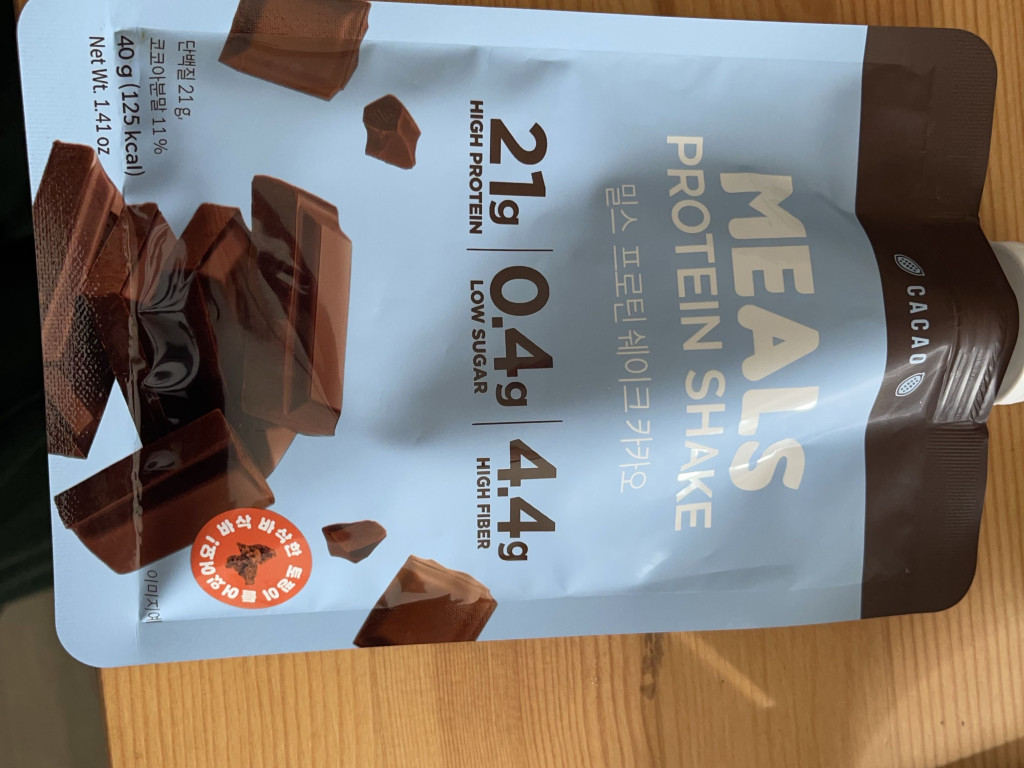 CACAO
MEALS
PROTEIN SHAKE
밀스 프로틴 쉐이크 카카오
21g
HIGH PROTEIN
0.4g
LOW SUGAR
4.4g
HIGH FIBER
바삭 바삭한 토핑이 들어있어요!
단백질 21 g,
코코아분말 11 %
40 g (125 kcal)
Net Wt. 1.41 oz